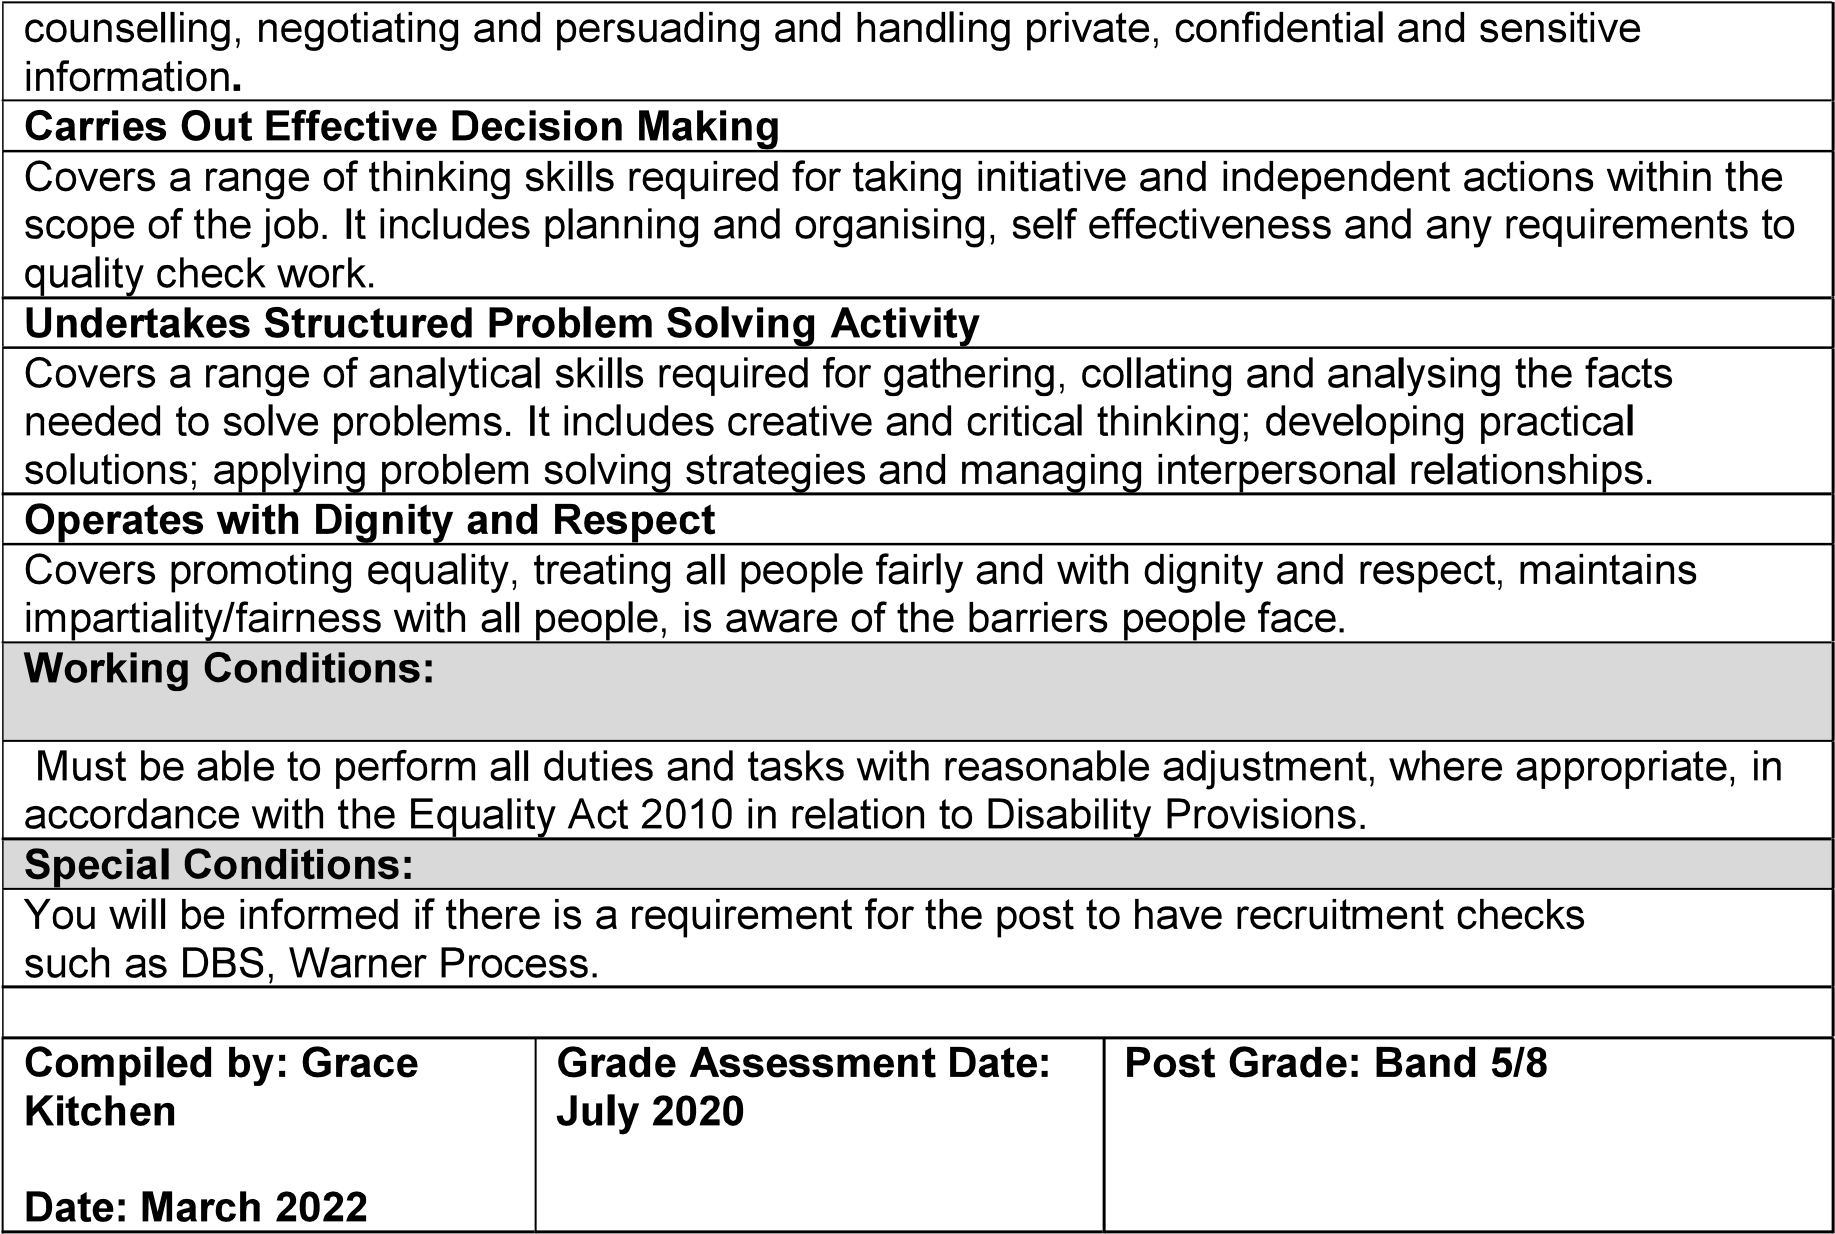 counselling, negotiating and persuading and handling private, confidential and sensitive
information.
Carries Out Effective Decision Making
Covers a range of thinking skills required for taking initiative and independent actions within the
scope of the job. It includes planning and organising, self effectiveness and any requirements to
quality check work.
Undertakes Structured Problem Solving Activity
Covers a range of analytical skills required for gathering, collating and analysing the facts
needed to solve problems. It includes creative and critical thinking; developing practical
solutions; applying problem solving strategies and managing interpersonal relationships.
Operates with Dignity and Respect
Covers promoting equality, treating all people fairly and with dignity and respect, maintains
impartiality/fairness with all people, is aware of the barriers people face.
Working Conditions:
Must be able to perform all duties and tasks with reasonable adjustment, where appropriate, in
accordance with the Equality Act 2010 in relation to Disability Provisions.
Special Conditions:
You will be informed if there is a requirement for the post to have recruitment checks
such as DBS, Warner Process.
Compiled by: Grace
Kitchen
Date: March 2022
Grade Assessment Date:
July 2020
Post Grade: Band 5/8